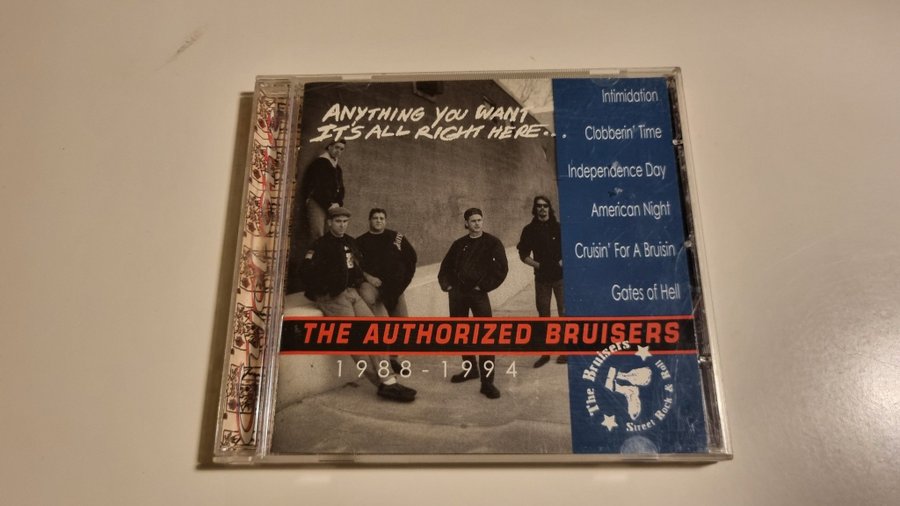 ANYTHING YOU WANT
IT'S ALL RIGHT HERE...
Intimidation
Clobberin' Time
Independence Day
American Night
Cruisin' For A Bruisin
Gates of Hell
THE AUTHORIZED BRUISERS
1988-1994
The Bruisers
Street Rock & Roll